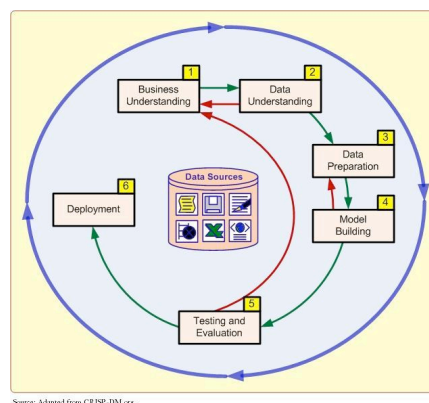 1
Business
Understanding
2
Data
Understanding
3
Data
Preparation
4
Model
Building
5
Testing and
Evaluation
6
Deployment
Data Sources
Source: Adapted from CRISP-DM.org